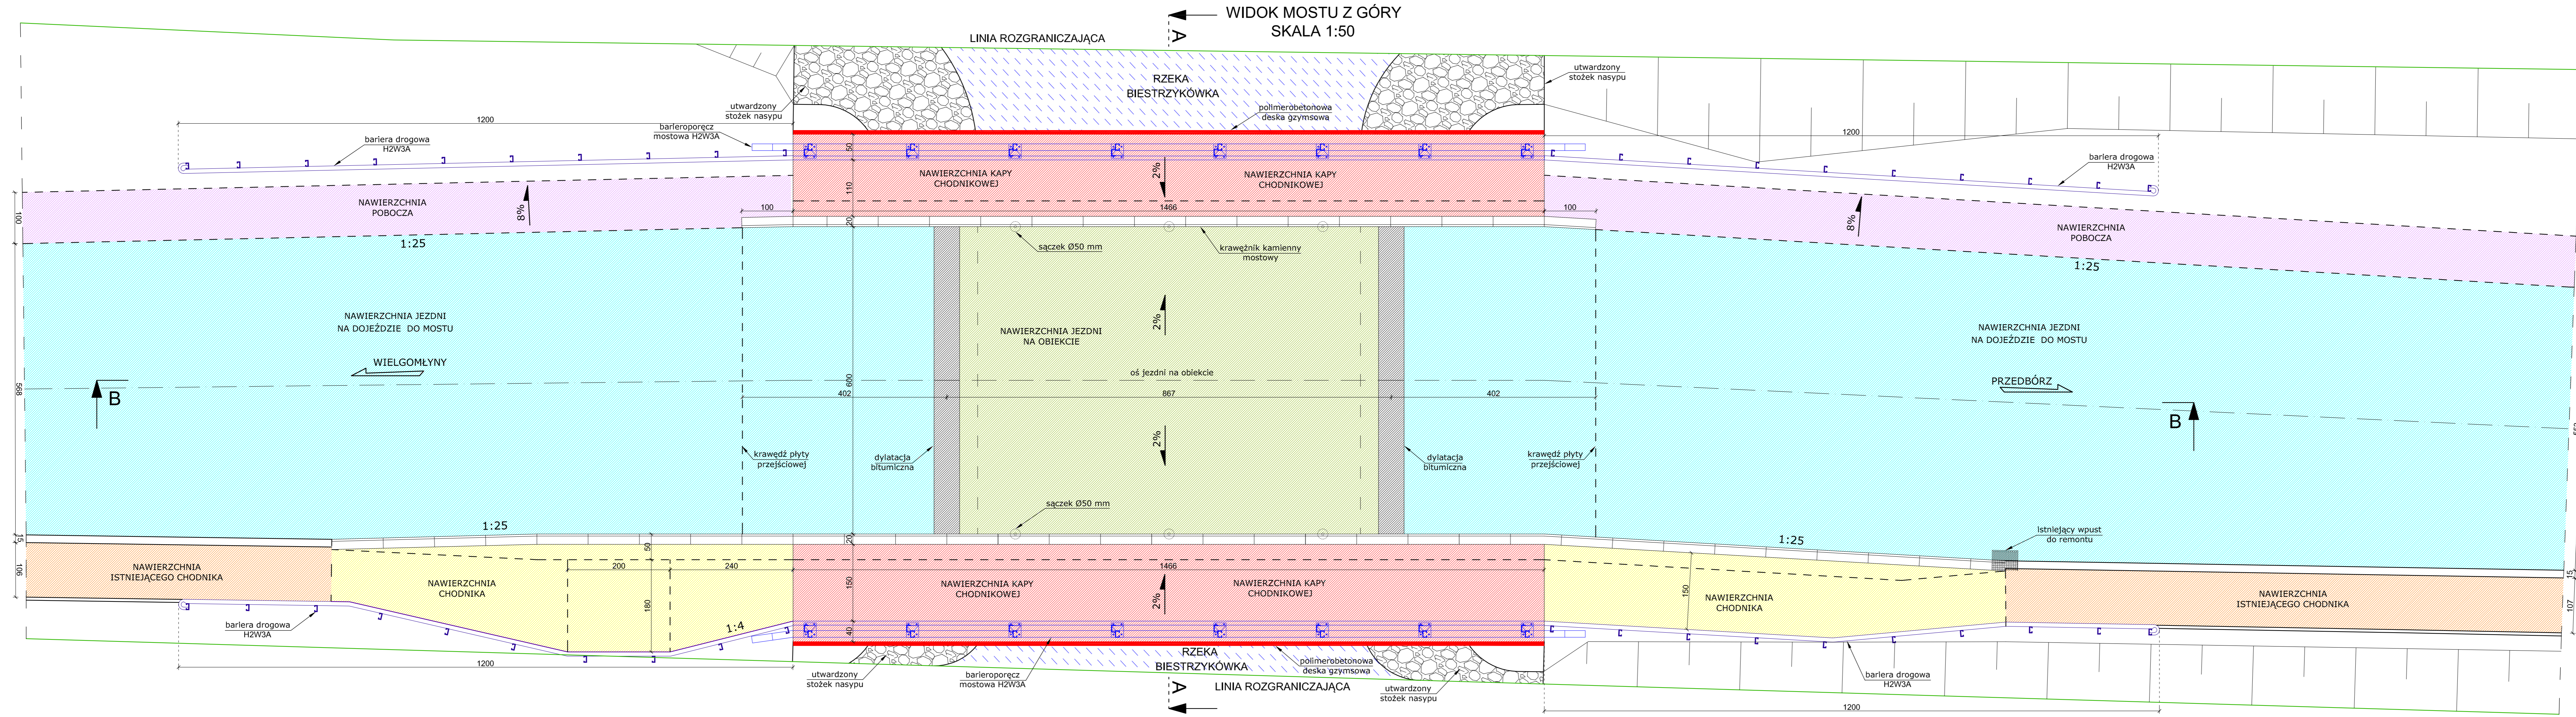 WIDOK MOSTU Z GÓRY
SKALA 1:50
A
LINIA ROZGRANICZAJĄCA
RZEKA
BIESTRZYKÓWKA
utwardzony
stożek nasypu
utwardzony
stożek nasypu
polimerobetonowa
deska gzymsowa
1200
barieroporęcz
mostowa H2W3A
bariera drogowa
H2W3A
1200
bariera drogowa
H2W3A
50
NAWIERZCHNIA KAPY
CHODNIKOWEJ
2%
NAWIERZCHNIA KAPY
CHODNIKOWEJ
110
NAWIERZCHNIA
POBOCZA
8%
100
100
1466
100
20
8%
NAWIERZCHNIA
POBOCZA
1:25
1:25
sączek Ø50 mm
krawężnik kamienny
mostowy
NAWIERZCHNIA JEZDNI
NA DOJEŹDZIE DO MOSTU
2%
NAWIERZCHNIA JEZDNI
NA OBIEKCIE
NAWIERZCHNIA JEZDNI
NA DOJEŹDZIE DO MOSTU
WIELGOMŁYNY
oś jezdni na obiekcie
600
PRZEDBÓRZ
568
B
402
867
402
B
2%
krawędź płyty
przejściowej
dylatacja
bitumiczna
dylatacja
bitumiczna
krawędź płyty
przejściowej
sączek Ø50 mm
1:25
1:25
istniejący wpust
do remontu
15
20
50
15
106
NAWIERZCHNIA
ISTNIEJĄCEGO CHODNIKA
NAWIERZCHNIA
CHODNIKA
200
240
180
150
1466
NAWIERZCHNIA KAPY
CHODNIKOWEJ
2%
NAWIERZCHNIA KAPY
CHODNIKOWEJ
150
NAWIERZCHNIA
CHODNIKA
NAWIERZCHNIA
ISTNIEJĄCEGO CHODNIKA
107
bariera drogowa
H2W3A
1:4
40
1200
utwardzony
stożek nasypu
barieroporęcz
mostowa H2W3A
RZEKA
BIESTRZYKÓWKA
polimerobetonowa
deska gzymsowa
utwardzony
stożek nasypu
bariera drogowa
H2W3A
A
LINIA ROZGRANICZAJĄCA
1200